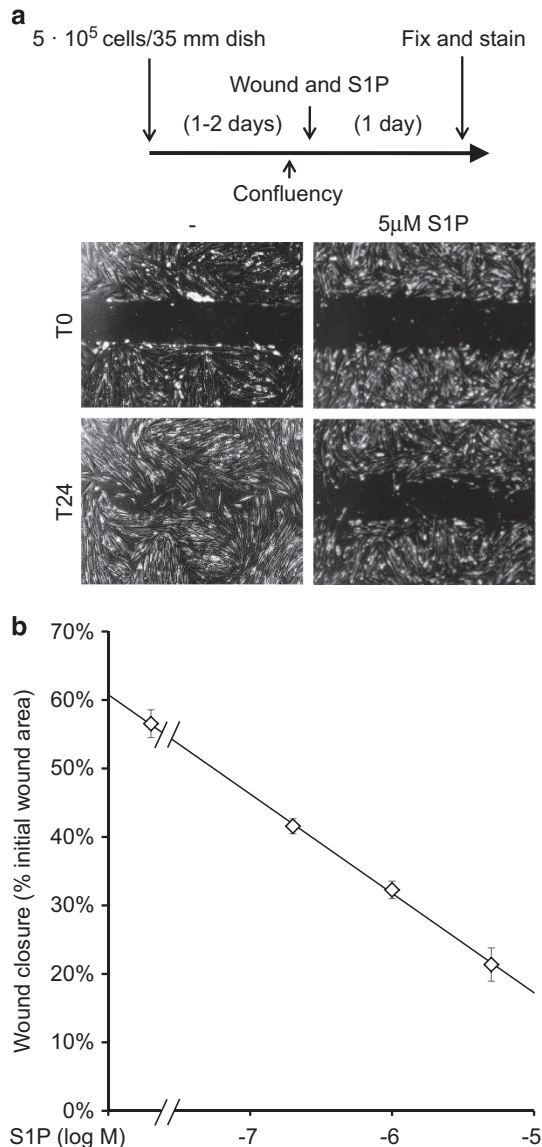 a
5 · 10⁵ cells/35 mm dish
Fix and stain
Wound and S1P
(1-2 days)
(1 day)
Confluency
-
5μM S1P
T0
T24
b
Wound closure (% initial wound area)
70%
60%
50%
40%
30%
20%
10%
0%
S1P (log M)
-7
-6
-5